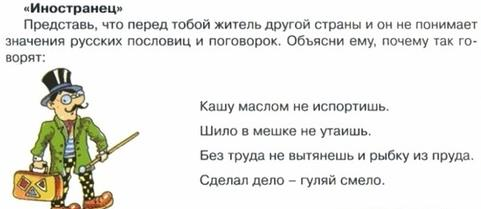 «Иностранец»
Представь, что перед тобой житель другой страны и он не понимает
значения русских пословиц и поговорок. Объясни ему, почему так го-
ворят:
Кашу маслом не испортишь.
Шило в мешке не утаишь.
Без труда не вытянешь и рыбку из пруда.
Сделал дело – гуляй смело.